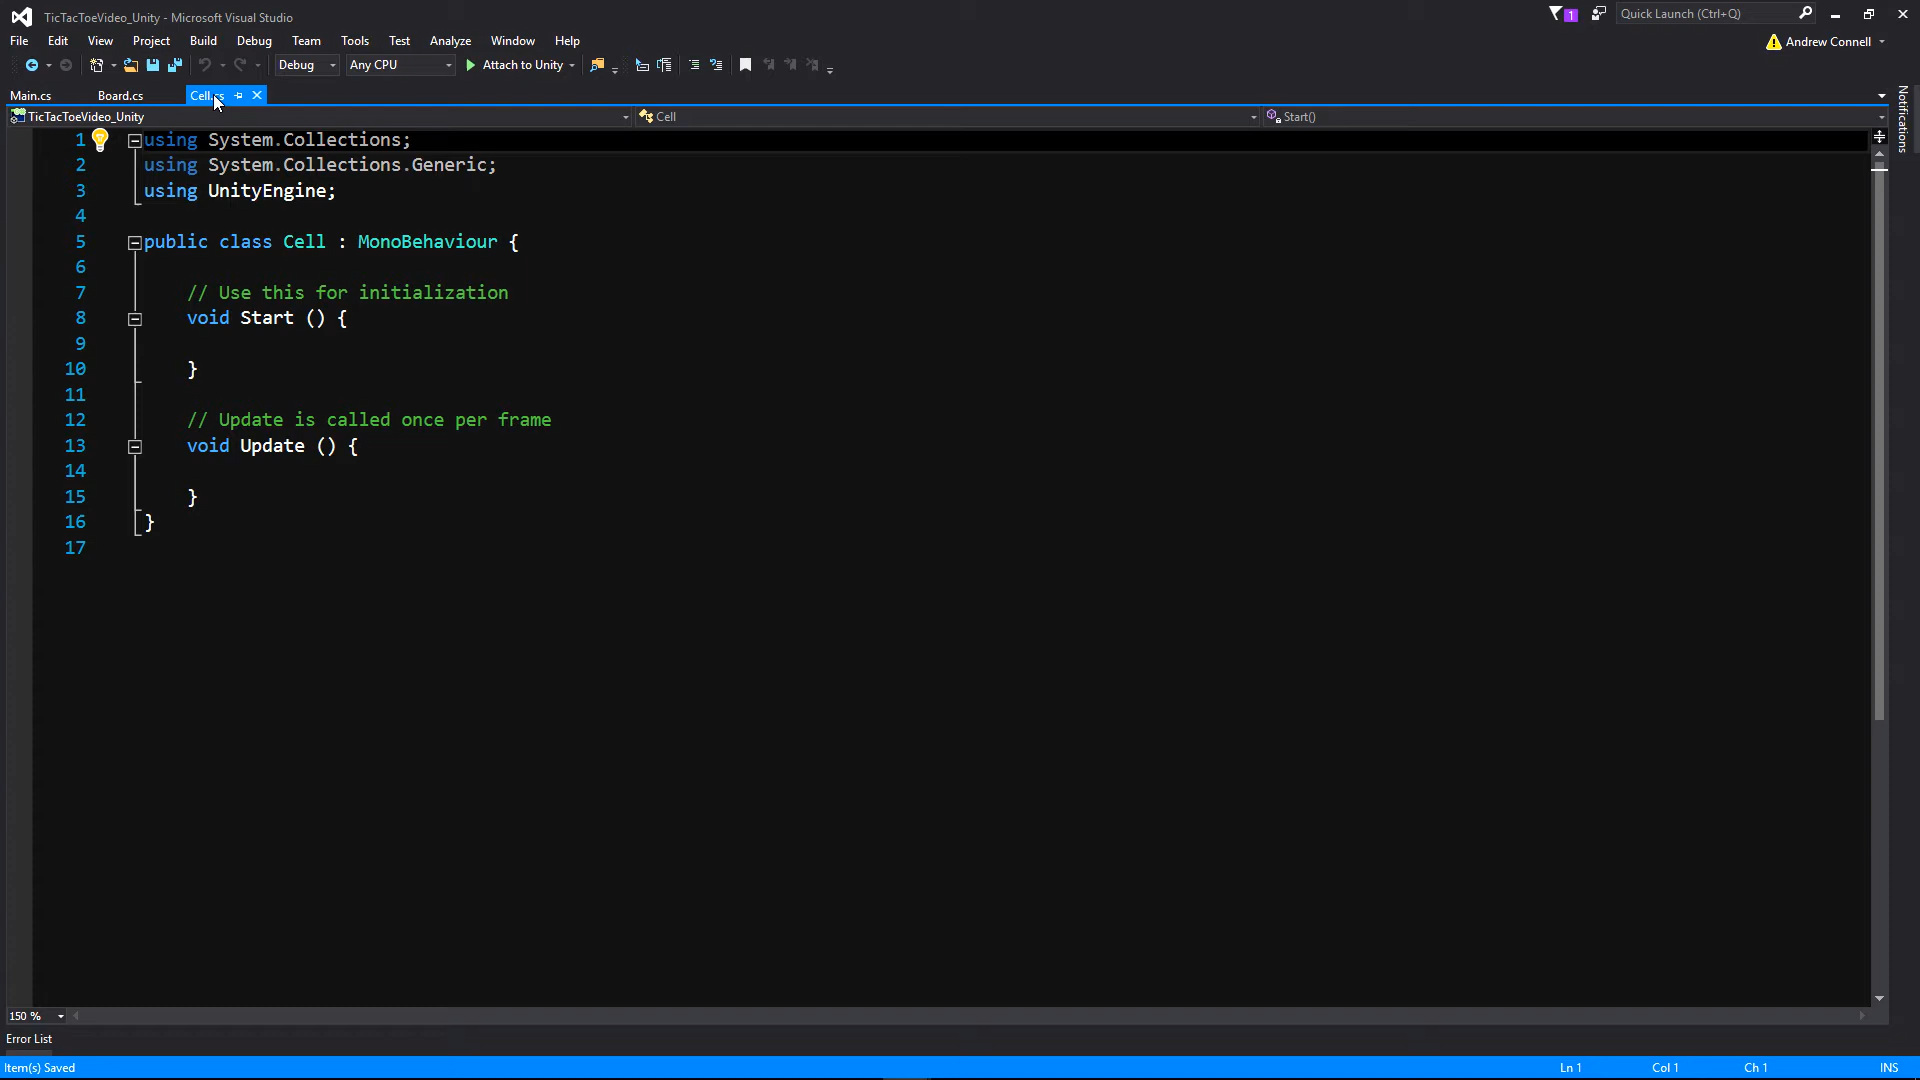 TicTacToeVideo_Unity - Microsoft Visual Studio
1
Quick Launch (Ctrl+Q)
File Edit View Project Build Debug Team Tools Test Analyze Window Help
Andrew Connell
Debug Any CPU Attach to Unity
Main.cs Board.cs Cell.cs
Notifications
TicTacToeVideo_Unity Cell Start()
1 using System.Collections;
2 using System.Collections.Generic;
3 using UnityEngine;
4
5 public class Cell : MonoBehaviour {
6
7 // Use this for initialization
8 void Start () {
9
10 }
11
12 // Update is called once per frame
13 void Update () {
14
15 }
16 }
17
150 %
Error List
Item(s) Saved Ln 1 Col 1 Ch 1 INS